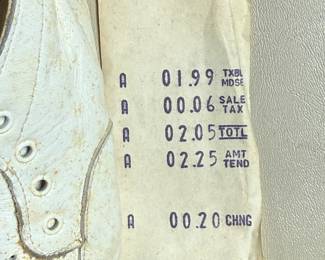 A 01.99 TXBL MDSE
A 00.06 SALE TAX
A 02.05 TOTL
A 02.25 AMT TEND
A 00.20 CHNG